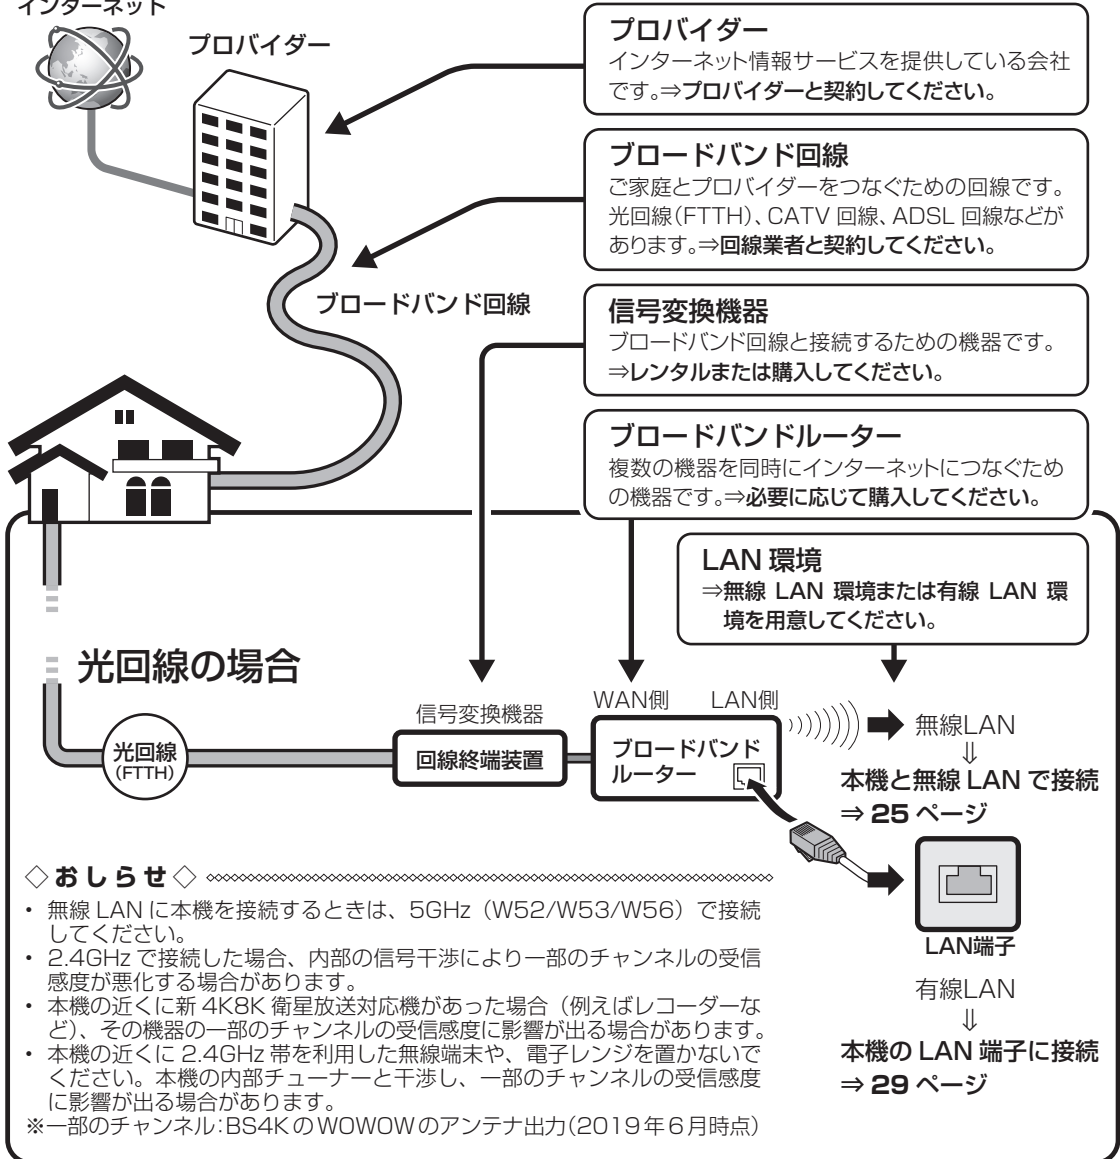 インターネット
プロバイダー
プロバイダー
インターネット情報サービスを提供している会社
です。⇒プロバイダーと契約してください。
ブロードバンド回線
ご家庭とプロバイダーをつなぐための回線です。
光回線(FTTH)、CATV 回線、ADSL 回線などが
あります。⇒回線業者と契約してください。
ブロードバンド回線
信号変換機器
ブロードバンド回線と接続するための機器です。
⇒レンタルまたは購入してください。
ブロードバンドルーター
複数の機器を同時にインターネットにつなぐため
の機器です。⇒必要に応じて購入してください。
LAN 環境
⇒無線 LAN 環境または有線 LAN 環
境を用意してください。
光回線の場合
光回線
(FTTH)
信号変換機器
回線終端装置
WAN側 LAN側
ブロードバンド
ルーター
無線LAN
⇓
本機と無線 LAN で接続
⇒ 25 ページ
LAN端子
有線LAN
⇓
本機の LAN 端子に接続
⇒ 29 ページ
◇おしらせ◇
・ 無線 LAN に本機を接続するときは、5GHz（W52/W53/W56）で接続
してください。
・ 2.4GHz で接続した場合、内部の信号干渉により一部のチャンネルの受信
感度が悪化する場合があります。
・ 本機の近くに新 4K8K 衛星放送対応機があった場合（例えばレコーダーな
ど）、その機器の一部のチャンネルの受信感度に影響が出る場合があります。
・ 本機の近くに 2.4GHz 帯を利用した無線端末や、電子レンジを置かないで
ください。本機の内部チューナーと干渉し、一部のチャンネルの受信感度
に影響が出る場合があります。
※一部のチャンネル：BS4KのWOWOWのアンテナ出力（2019年6月時点）